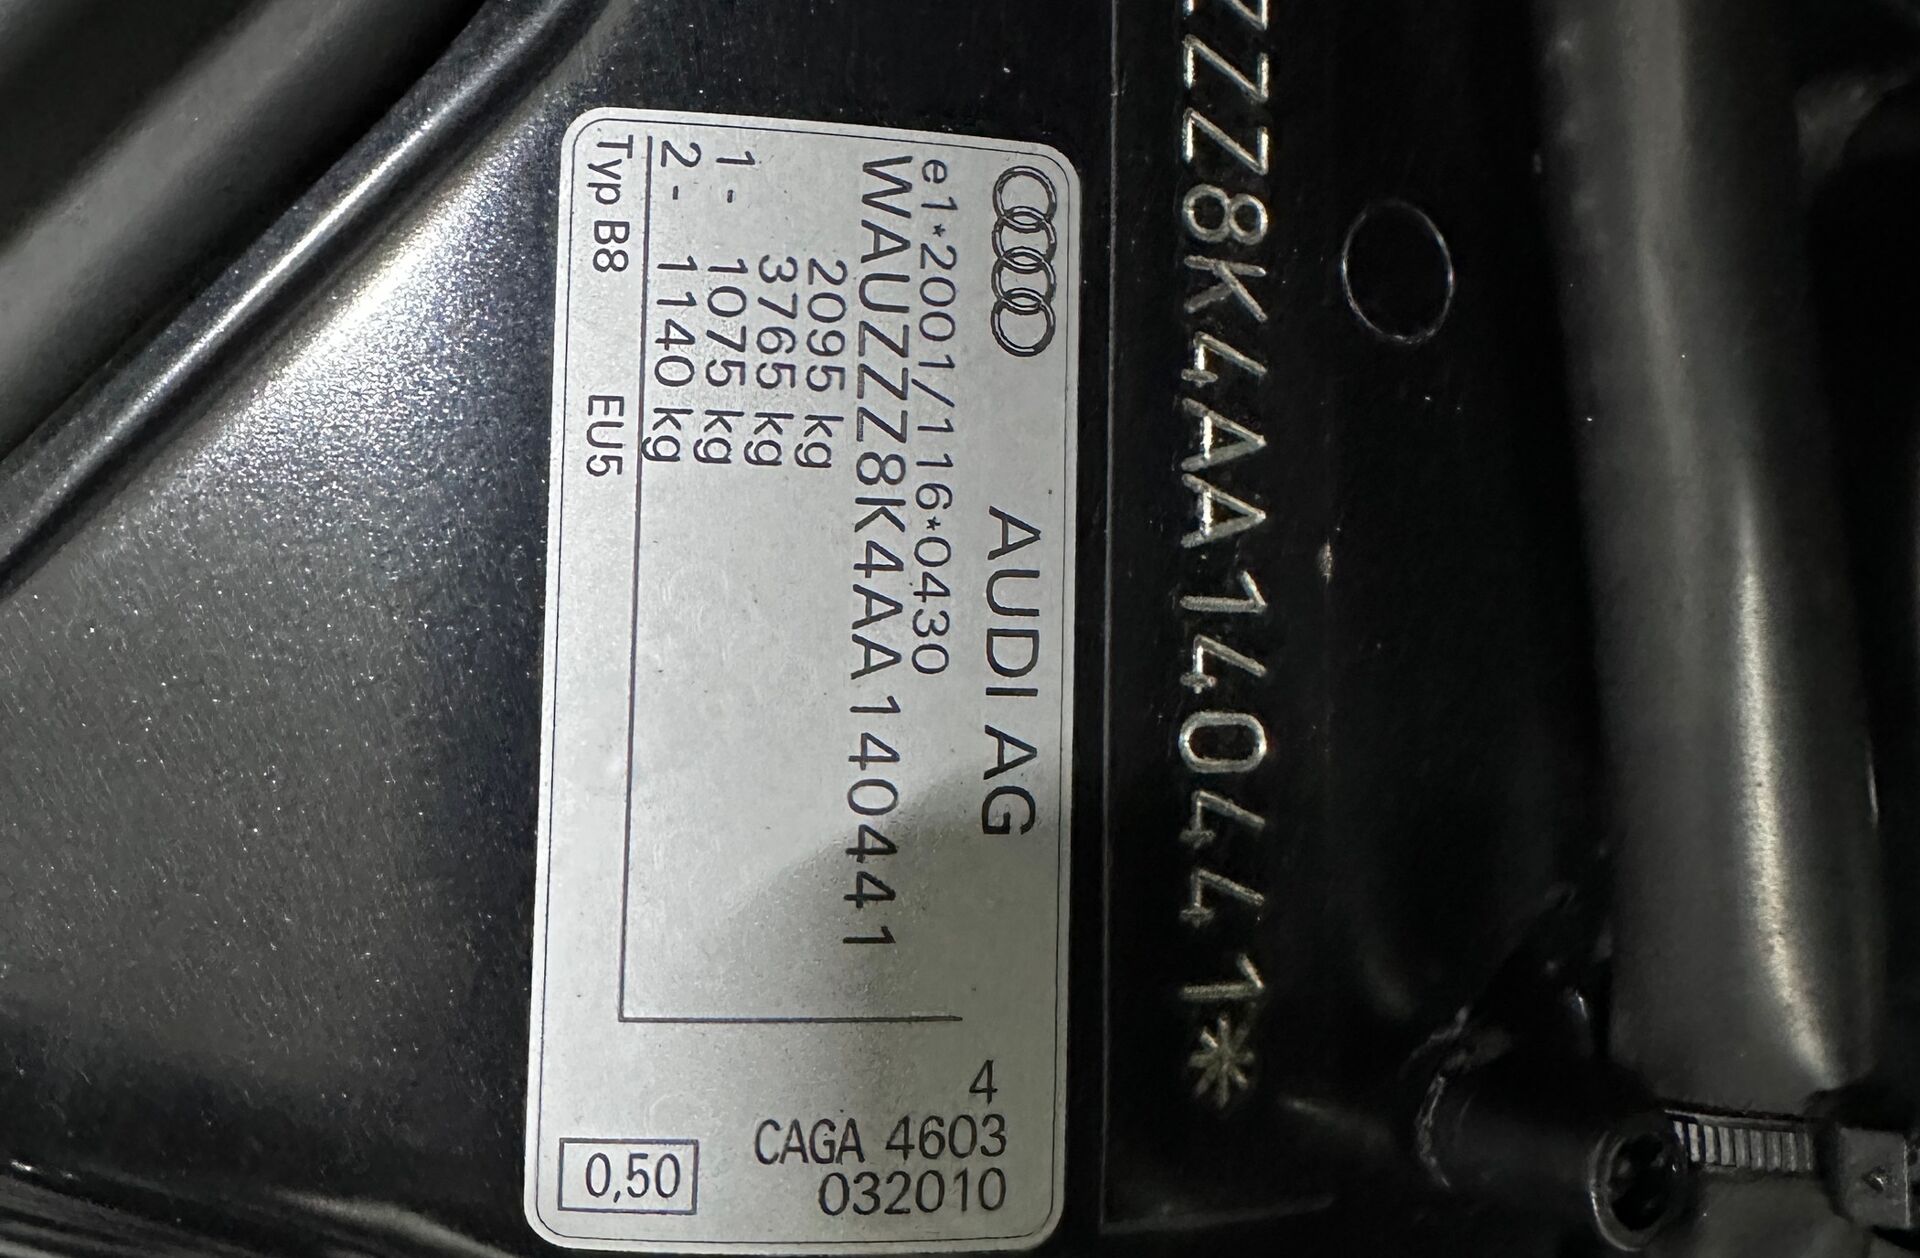 AUDI AG
e1*2001/116*0430
WAUZZZ8K4AA140441
2095 kg
3765 kg
1- 1075 kg
2- 1140 kg
Typ B8 EU5
4
CAGA 4603
032010
0,50
ZZZ8K4AA140441*